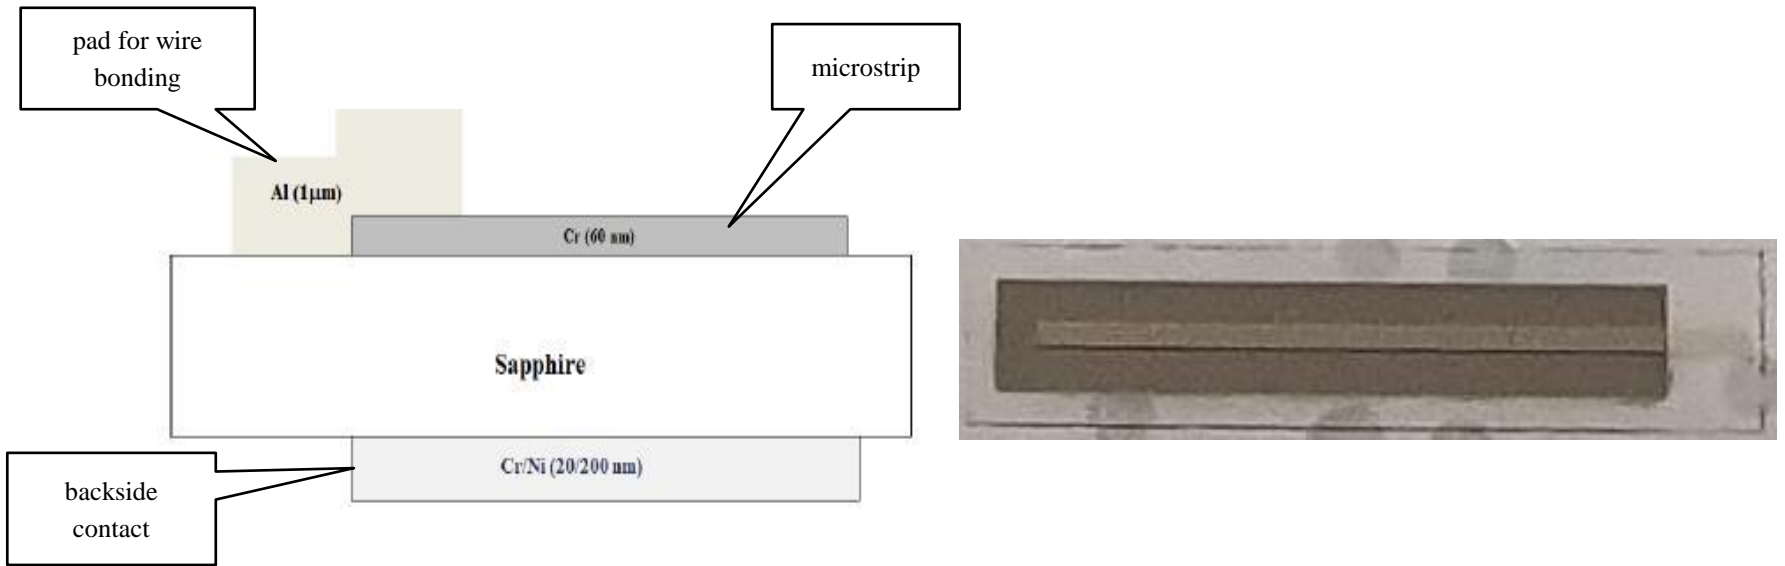 pad for wire
bonding
microstrip
Al (1μm)
Cr (60 nm)
Sapphire
Cr/Ni (20/200 nm)
backside
contact